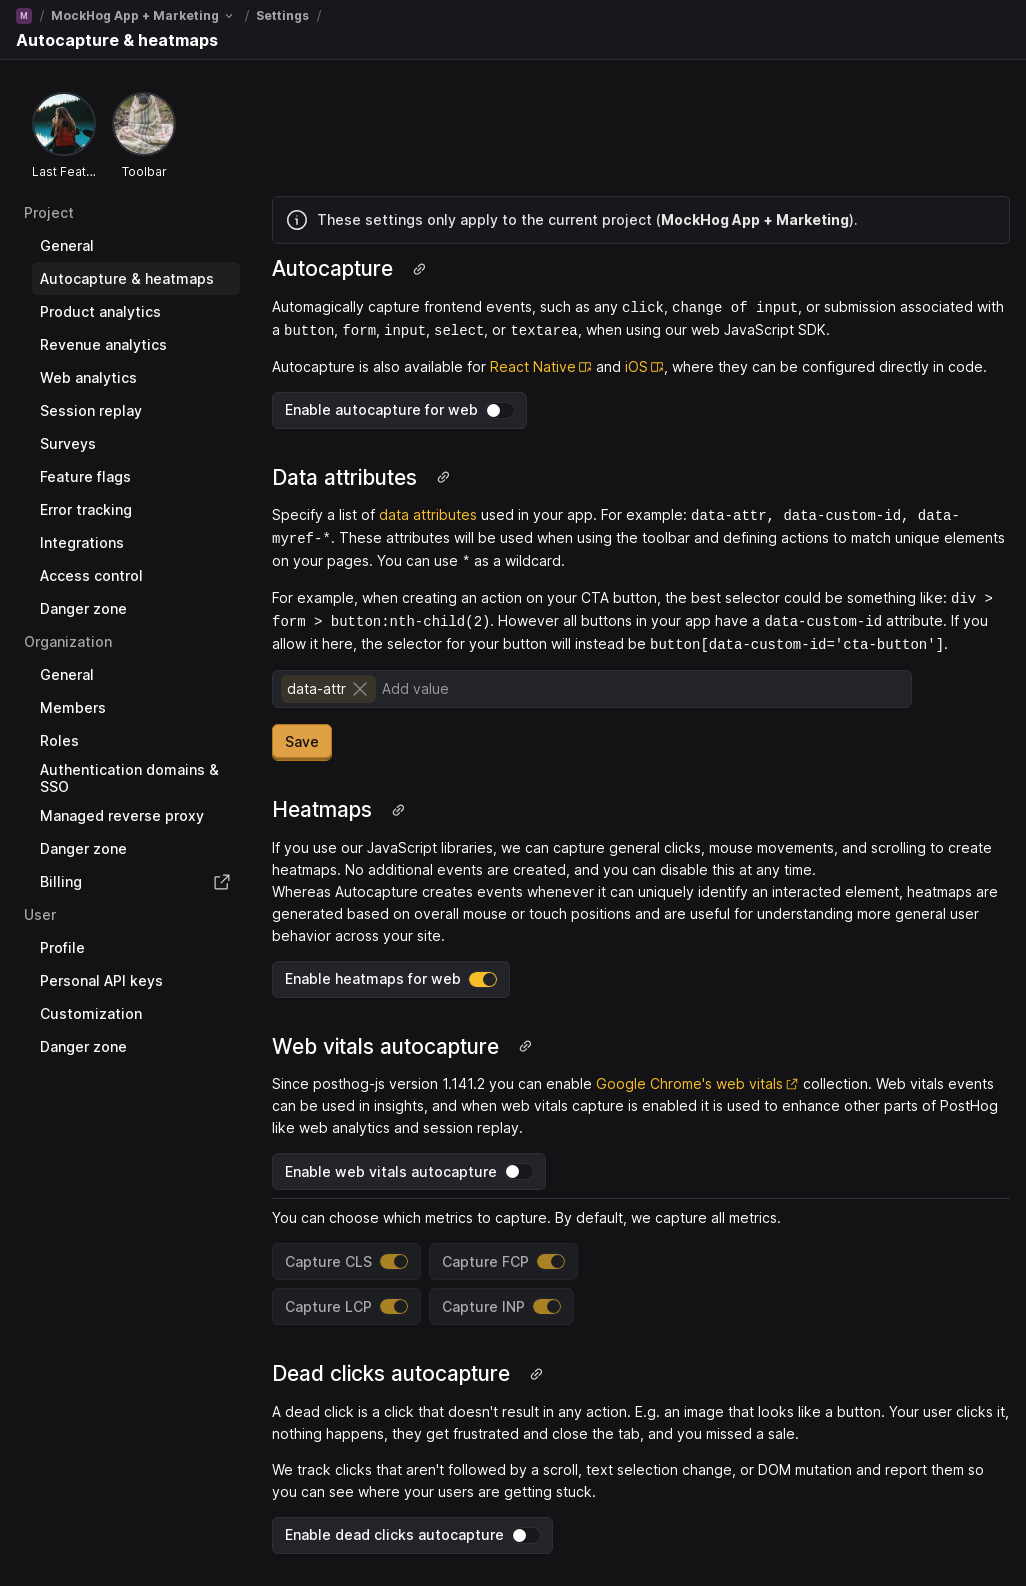 M / MockHog App + Marketing / Settings /
Autocapture & heatmaps
Last Feat...
Toolbar
Project
General
Autocapture & heatmaps
Product analytics
Revenue analytics
Web analytics
Session replay
Surveys
Feature flags
Error tracking
Integrations
Access control
Danger zone
Organization
General
Members
Roles
Authentication domains &
SSO
Managed reverse proxy
Danger zone
Billing
User
Profile
Personal API keys
Customization
Danger zone
These settings only apply to the current project (MockHog App + Marketing).
Autocapture
Automagically capture frontend events, such as any click, change of input, or submission associated with
a button, form, input, select, or textarea, when using our web JavaScript SDK.
Autocapture is also available for React Native and iOS, where they can be configured directly in code.
Enable autocapture for web
Data attributes
Specify a list of data attributes used in your app. For example: data-attr, data-custom-id, data-
myref-*. These attributes will be used when using the toolbar and defining actions to match unique elements
on your pages. You can use * as a wildcard.
For example, when creating an action on your CTA button, the best selector could be something like: div >
form > button:nth-child(2). However all buttons in your app have a data-custom-id attribute. If you
allow it here, the selector for your button will instead be button[data-custom-id='cta-button'].
data-attr Add value
Save
Heatmaps
If you use our JavaScript libraries, we can capture general clicks, mouse movements, and scrolling to create
heatmaps. No additional events are created, and you can disable this at any time.
Whereas Autocapture creates events whenever it can uniquely identify an interacted element, heatmaps are
generated based on overall mouse or touch positions and are useful for understanding more general user
behavior across your site.
Enable heatmaps for web
Web vitals autocapture
Since posthog-js version 1.141.2 you can enable Google Chrome's web vitals collection. Web vitals events
can be used in insights, and when web vitals capture is enabled it is used to enhance other parts of PostHog
like web analytics and session replay.
Enable web vitals autocapture
You can choose which metrics to capture. By default, we capture all metrics.
Capture CLS Capture FCP
Capture LCP Capture INP
Dead clicks autocapture
A dead click is a click that doesn't result in any action. E.g. an image that looks like a button. Your user clicks it,
nothing happens, they get frustrated and close the tab, and you missed a sale.
We track clicks that aren't followed by a scroll, text selection change, or DOM mutation and report them so
you can see where your users are getting stuck.
Enable dead clicks autocapture